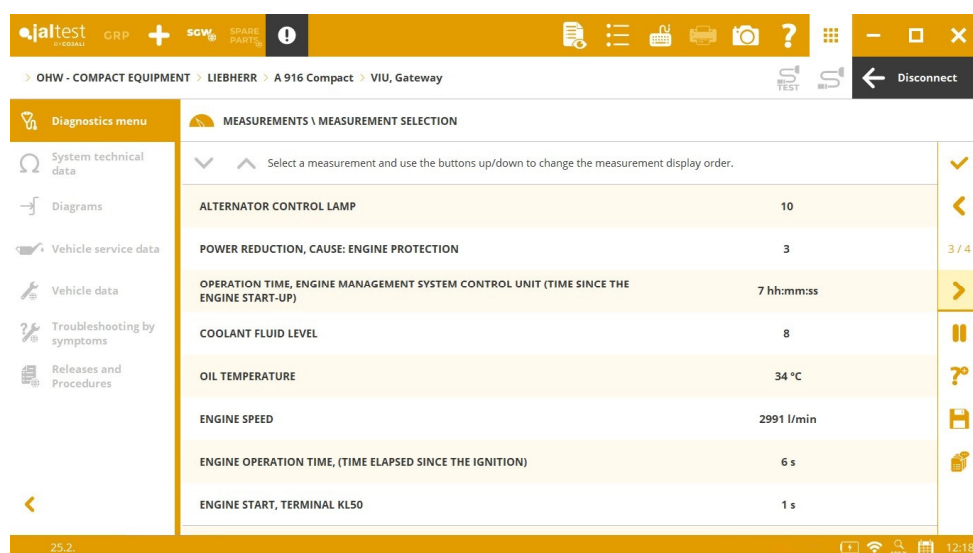 jaltest
BY COJALI
GRP
SGW
SPARE
PARTS
?
> OHW - COMPACT EQUIPMENT > LIEBHERR > A 916 Compact > VIU, Gateway
TEST
Disconnect
Diagnostics menu
MEASUREMENTS \ MEASUREMENT SELECTION
System technical
data
Select a measurement and use the buttons up/down to change the measurement display order.
Diagrams
ALTERNATOR CONTROL LAMP 10
Vehicle service data
POWER REDUCTION, CAUSE: ENGINE PROTECTION 3
3 / 4
Vehicle data
OPERATION TIME, ENGINE MANAGEMENT SYSTEM CONTROL UNIT (TIME SINCE THE
ENGINE START-UP) 7 hh:mm:ss
Troubleshooting by
symptoms
COOLANT FLUID LEVEL 8
Releases and
Procedures
OIL TEMPERATURE 34 °C
ENGINE SPEED 2991 l/min
ENGINE OPERATION TIME, (TIME ELAPSED SINCE THE IGNITION) 6 s
ENGINE START, TERMINAL KL50 1 s
25.2.
12:18